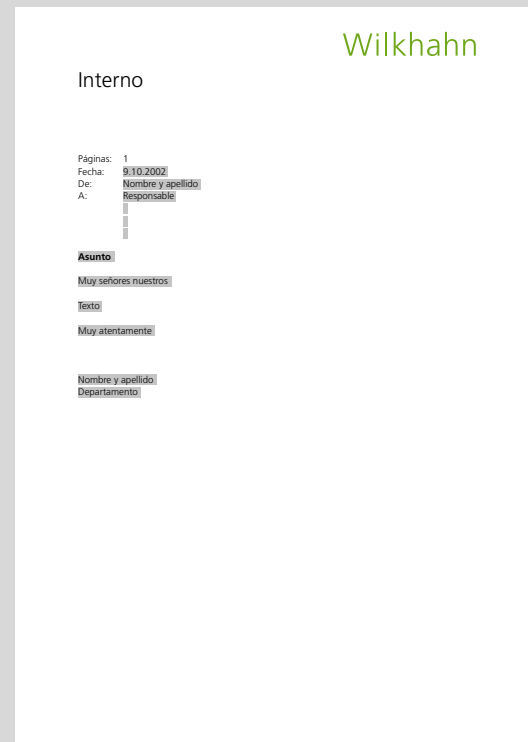 Wilkhahn
Interno
Páginas: 1
Fecha: 9.10.2002
De: Nombre y apellido
A: Responsable
Asunto
Muy señores nuestros
Texto
Muy atentamente
Nombre y apellido
Departamento